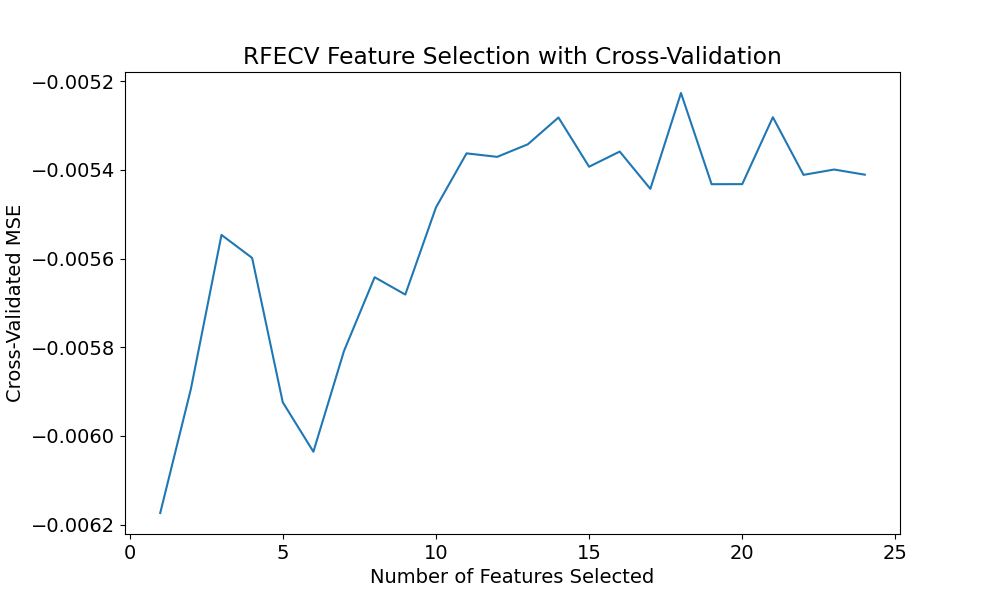 RFECV Feature Selection with Cross-Validation
−0.0052
−0.0054
−0.0056
−0.0058
−0.0060
−0.0062
Cross-Validated MSE
0 5 10 15 20 25
Number of Features Selected